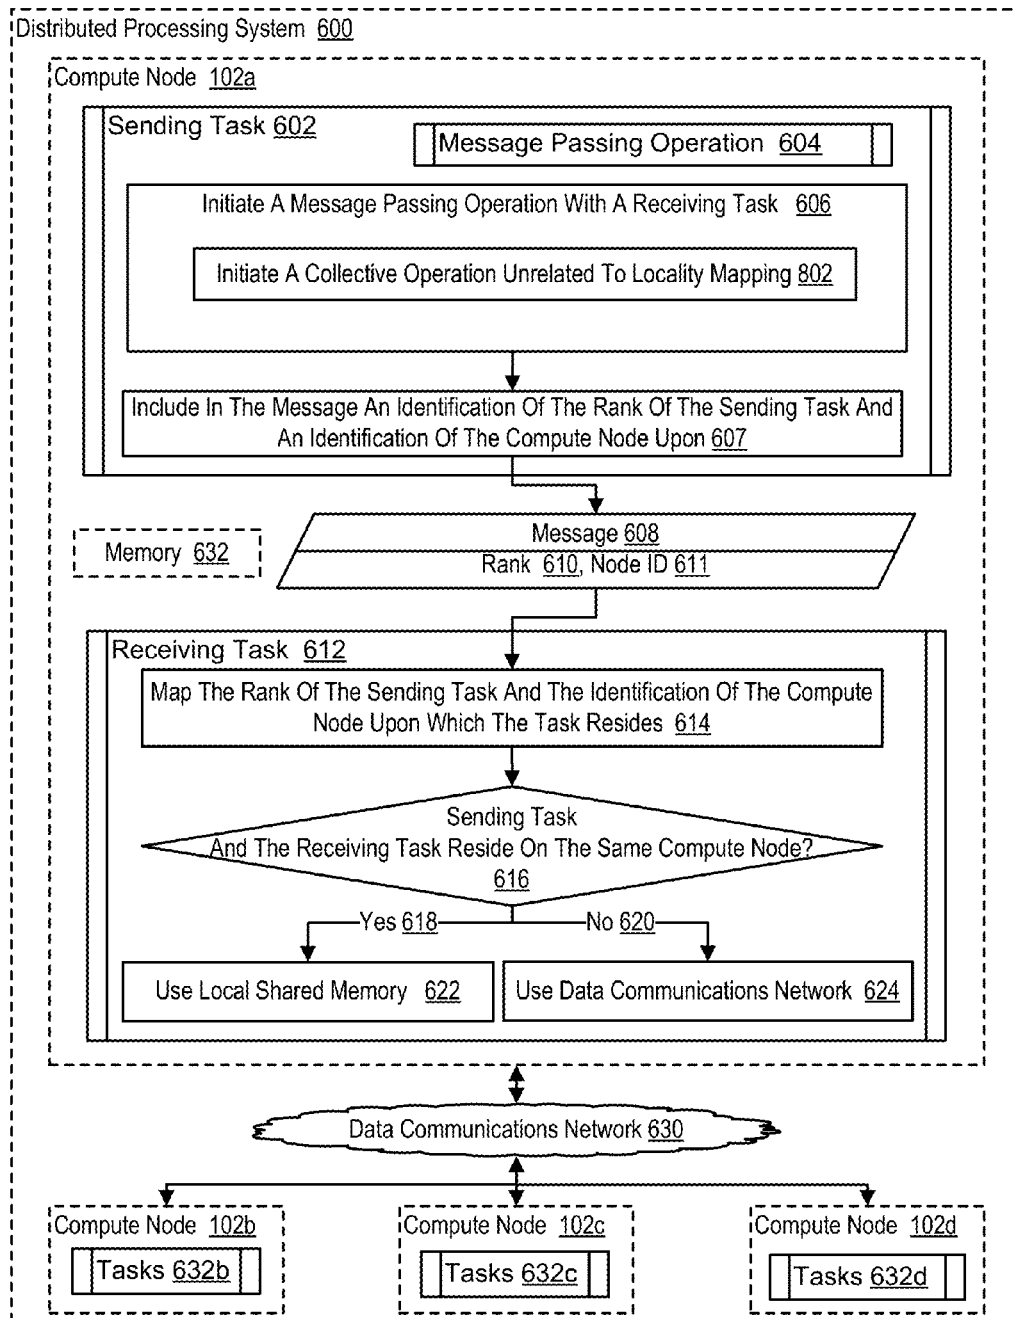 Distributed Processing System 600
Compute Node 102a
Sending Task 602
Message Passing Operation 604
Initiate A Message Passing Operation With A Receiving Task 606
Initiate A Collective Operation Unrelated To Locality Mapping 802
Include In The Message An Identification Of The Rank Of The Sending Task And
An Identification Of The Compute Node Upon 607
Memory 632
Message 608
Rank 610, Node ID 611
Receiving Task 612
Map The Rank Of The Sending Task And The Identification Of The Compute
Node Upon Which The Task Resides 614
Sending Task
And The Receiving Task Reside On The Same Compute Node?
616
Yes 618
No 620
Use Local Shared Memory 622
Use Data Communications Network 624
Data Communications Network 630
Compute Node 102b
Tasks 632b
Compute Node 102c
Tasks 632c
Compute Node 102d
Tasks 632d